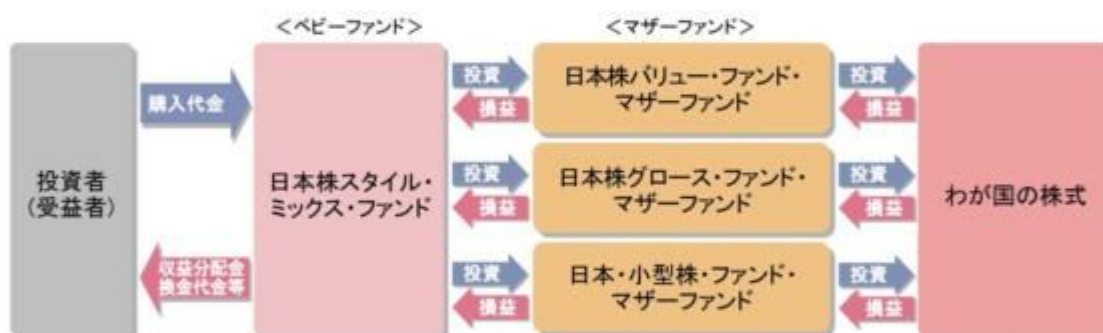 ＜ベビーファンド＞
＜マザーファンド＞
投資者
（受益者）
購入代金
収益分配金
換金代金等
日本株スタイル・
ミックス・ファンド
投資
損益
日本株バリュー・ファンド・
マザーファンド
投資
損益
投資
損益
日本株グロース・ファンド・
マザーファンド
投資
損益
投資
損益
日本・小型株・ファンド・
マザーファンド
投資
損益
わが国の株式